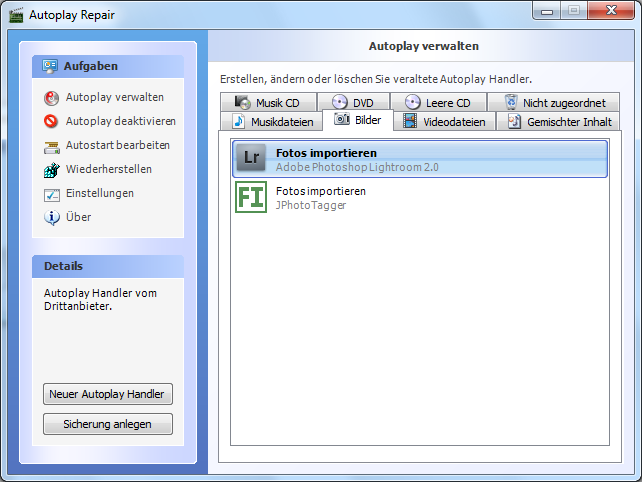 Autoplay Repair
Aufgaben
Autoplay verwalten
Autoplay deaktivieren
Autostart bearbeiten
Wiederherstellen
Einstellungen
Über
Details
Autoplay Handler vom
Drittanbieter.
Neuer Autoplay Handler
Sicherung anlegen
Autoplay verwalten
Erstellen, ändern oder löschen Sie veraltete Autoplay Handler.
Musik CD
DVD
Leere CD
Nicht zugeordnet
Musikdateien
Bilder
Videodateien
Gemischter Inhalt
Lr
Fotos importieren
Adobe Photoshop Lightroom 2.0
FI
Fotos importieren
JPhotoTagger